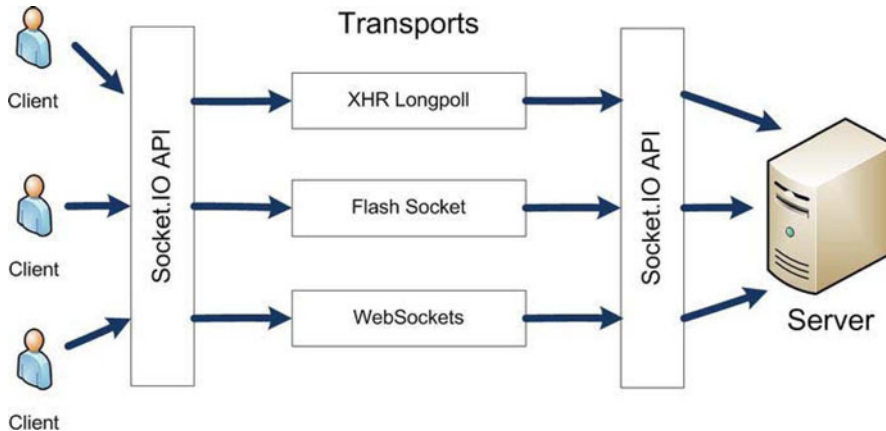 Transports
Client
Socket.IO API
XHR Longpoll
Socket.IO API
Client
Flash Socket
Client
WebSockets
Server